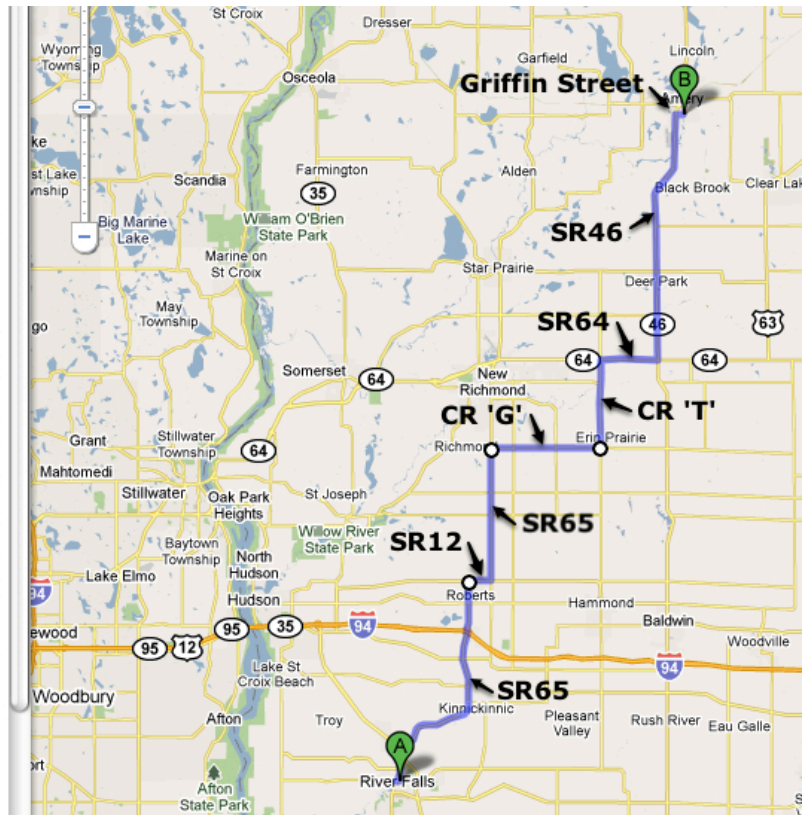 Wyoming
Township
St Croix
Dresser
Osceola
Garfield
Lincoln
Griffin Street
B
Amery
ke
st Lake
wnship
Scandia
Farmington
35
Alden
Black Brook
Clear Lak
Big Marine
Lake
William O'Brien
State Park
SR46
Marine on
St Croix
Star Prairie
Deer Park
May
Township
go
SR64
46
63
Somerset
64
New
Richmond
64
64
CR 'G'
CR 'T'
Grant
Stillwater
Township
64
Richmond
Erin Prairie
Mahtomedi
Stillwater
Oak Park
Heights
St Joseph
SR65
Willow River
State Park
SR12
Baytown
Township
North
Hudson
Lake Elmo
94
Hudson
Roberts
Hammond
Baldwin
ewood
95
12
95
35
94
Woodville
94
Lake St
Croix Beach
SR65
Woodbury
Kinnickinnic
Afton
Troy
Pleasant
Valley
Rush River
Eau Galle
A
ort
River Falls
Afton
State Park
S